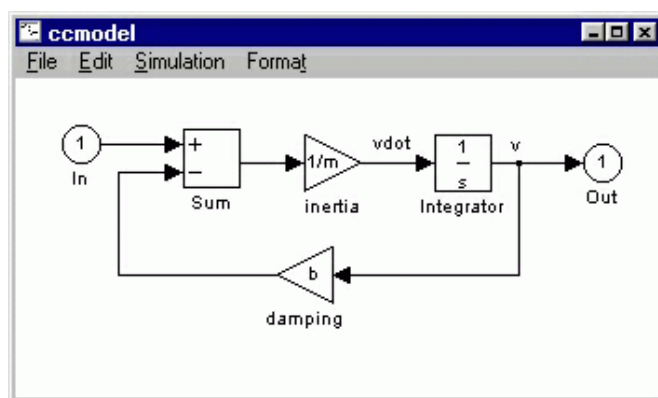 ccmodel
File Edit Simulation Format
1
In
+
−
Sum
1/m
inertia
vdot
1
s
Integrator
v
1
Out
b
damping